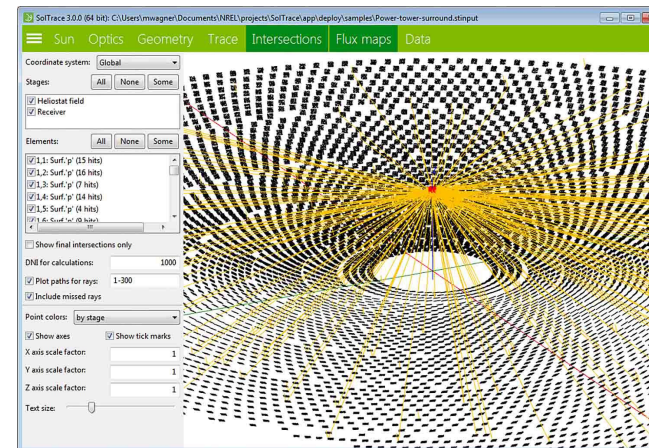 SolTrace 3.0.0 (64 bit): C:\Users\mwagner\Documents\NREL\projects\SolTrace\app\deploy\samples\Power-tower-surround.stinput
Sun Optics Geometry Trace Intersections Flux maps Data
Coordinate system: Global
Stages: All None Some
Heliostat field
Receiver
Elements: All None Some
1,1: Surf.'p' (15 hits)
1,2: Surf.'p' (16 hits)
1,3: Surf.'p' (7 hits)
1,4: Surf.'p' (14 hits)
1,5: Surf.'p' (4 hits)
1,6: Surf.'p' (9 hits)
Show final intersections only
DNI for calculations: 1000
Plot paths for rays: 1-300
Include missed rays
Point colors: by stage
Show axes Show tick marks
X axis scale factor: 1
Y axis scale factor: 1
Z axis scale factor: 1
Text size: